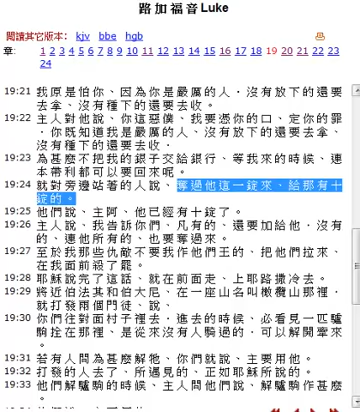 路加福音Luke
閱讀其它版本： kjv bbe hgb
章: 1 2 3 4 5 6 7 8 9 10 11 12 13 14 15 16 17 18 19 20 21 22 23
24
19:21 我原是怕你、因為你是嚴厲的人．沒有放下的還要
去拿、沒有種下的還要去收。
19:22 主人對他說、你這惡僕、我要憑你的口、定你的罪
．你既知道我是嚴厲的人、沒有放下的還要去拿、
沒有種下的還要去收．
19:23 為甚麼不把我的銀子交給銀行、等我來的時候、連
本帶利都可以要回來呢。
19:24 就對旁邊站著的人說、奪過他這一錠來、給那有十
錠的。
19:25 他們說、主阿、他已經有十錠了。
19:26 主人說、我告訴你們、凡有的、還要加給他．沒有
的、連他所有的、也要奪過來。
19:27 至於我那些仇敵不要我作他們王的、把他們拉來、
在我面前殺了罷。
19:28 耶穌說完了這話、就在前面走、上耶路撒冷去。
19:29 將近伯法其和伯大尼、在一座山名叫橄欖山那裡．
就打發兩個門徒、說、
19:30 你們往對面村子裡去．進去的時候、必看見一匹驢
駒拴在那裡、是從來沒有人騎過的．可以解開牽來
。
19:31 若有人問為甚麼解牠、你們就說、主要用他。
19:32 打發的人去了、所遇見的、正如耶穌所說的。
19:33 他們解驢駒的時候、主人問他們說、解驢駒作甚麼